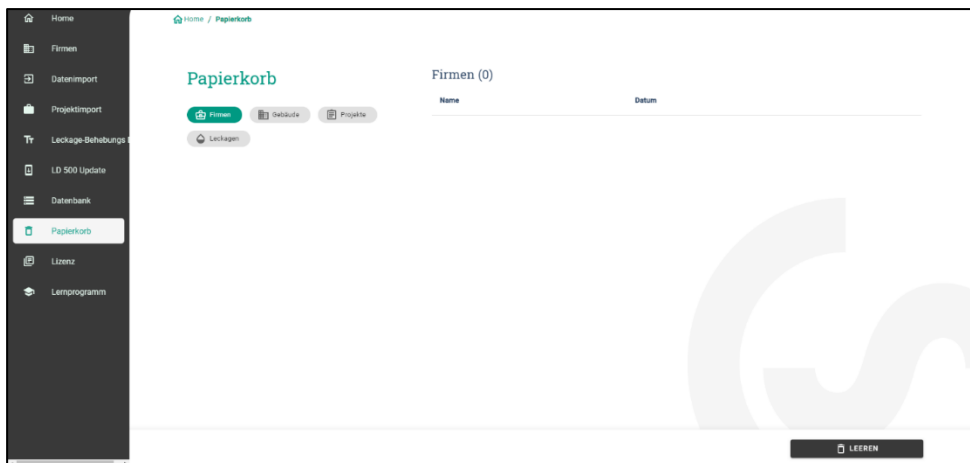 Home
Firmen
Datenimport
Projektimport
Leckage-Behebungs
LD 500 Update
Datenbank
Papierkorb
Lizenz
Lernprogramm
Home / Papierkorb
Papierkorb
Firmen
Gebäude
Projekte
Leckagen
Firmen (0)
Name Datum
LEEREN